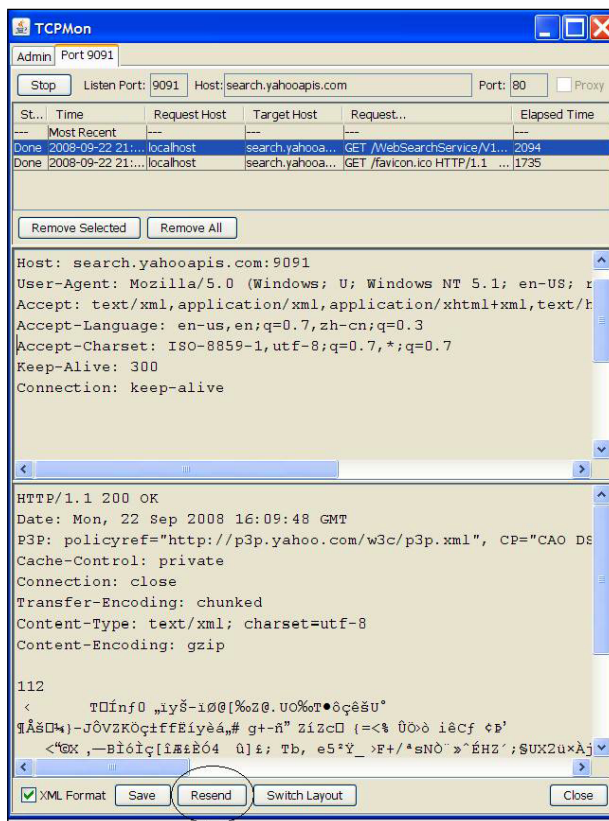 TCPMon
Admin Port 9091
Stop Listen Port: 9091 Host: search.yahooapis.com Port: 80 Proxy
St... Time Request Host Target Host Request... Elapsed Time
--- Most Recent --- --- --- ---
Done 2008-09-22 21:... localhost search.yahooa... GET /WebSearchService/V1... 2094
Done 2008-09-22 21:... localhost search.yahooa... GET /favicon.ico HTTP/1.1 ... 1735
Remove Selected Remove All
Host: search.yahooapis.com:9091
User-Agent: Mozilla/5.0 (Windows; U; Windows NT 5.1; en-US; r
Accept: text/xml,application/xml,application/xhtml+xml,text/h
Accept-Language: en-us,en;q=0.7,zh-cn;q=0.3
Accept-Charset: ISO-8859-1,utf-8;q=0.7,*;q=0.7
Keep-Alive: 300
Connection: keep-alive
HTTP/1.1 200 OK
Date: Mon, 22 Sep 2008 16:09:48 GMT
P3P: policyref="http://p3p.yahoo.com/w3c/p3p.xml", CP="CAO DS
Cache-Control: private
Connection: close
Transfer-Encoding: chunked
Content-Type: text/xml; charset=utf-8
Content-Encoding: gzip
112
XML Format Save Resend Switch Layout Close